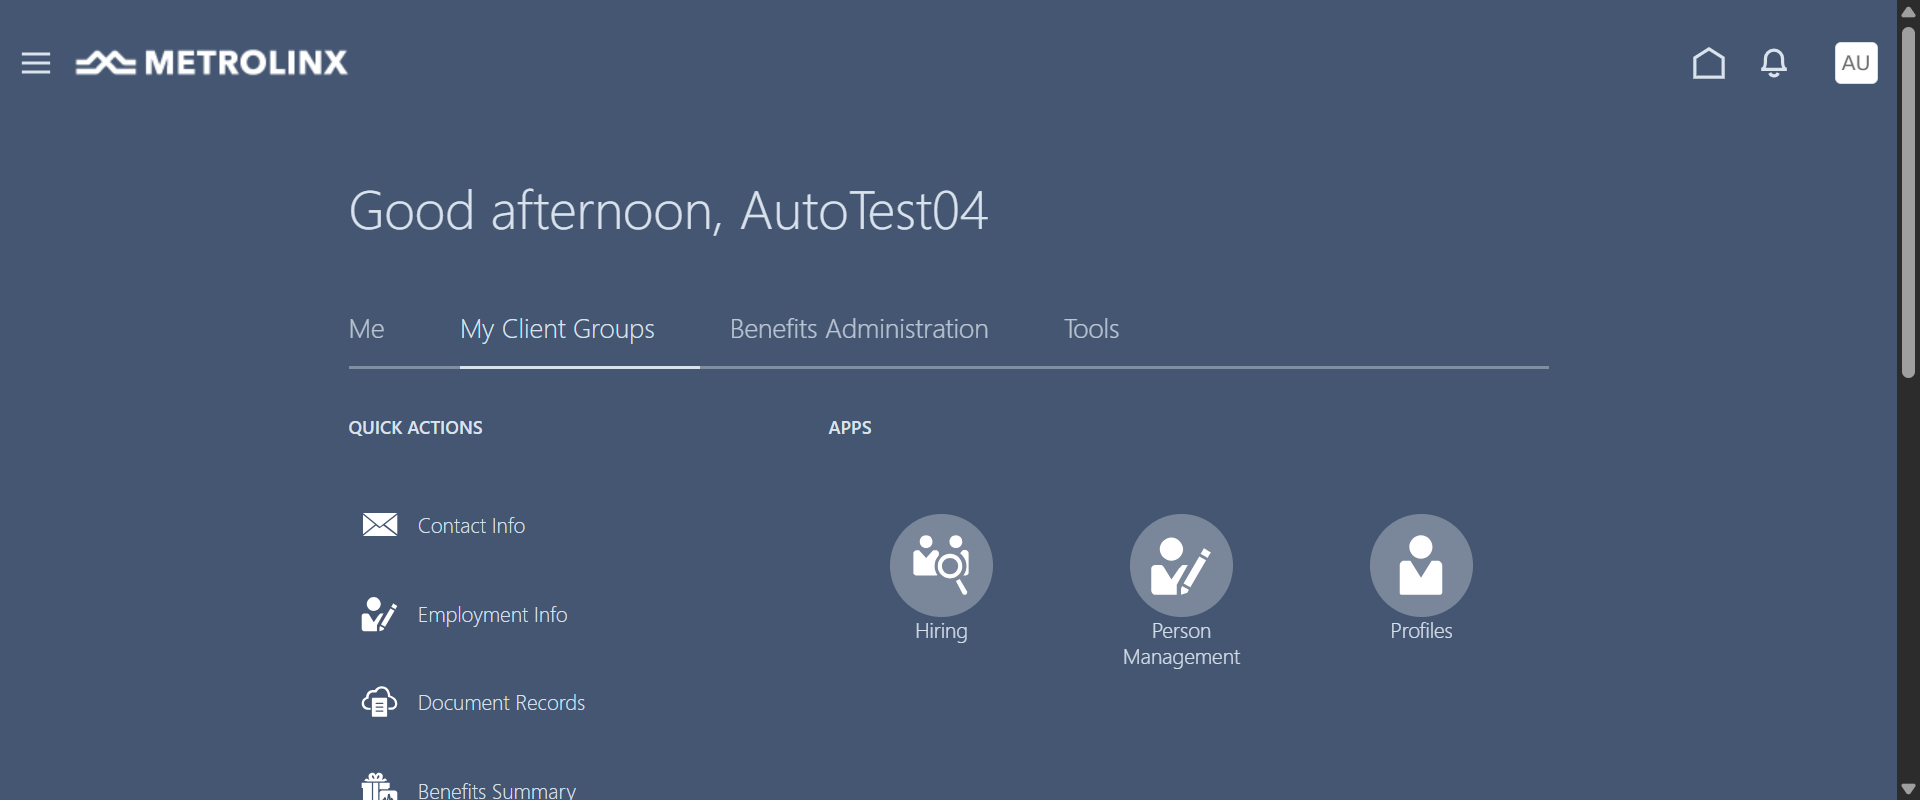 METROLINX
AU
Good afternoon, AutoTest04
Me
My Client Groups
Benefits Administration
Tools
QUICK ACTIONS
APPS
Contact Info
Employment Info
Document Records
Benefits Summary
Hiring
Person
Management
Profiles